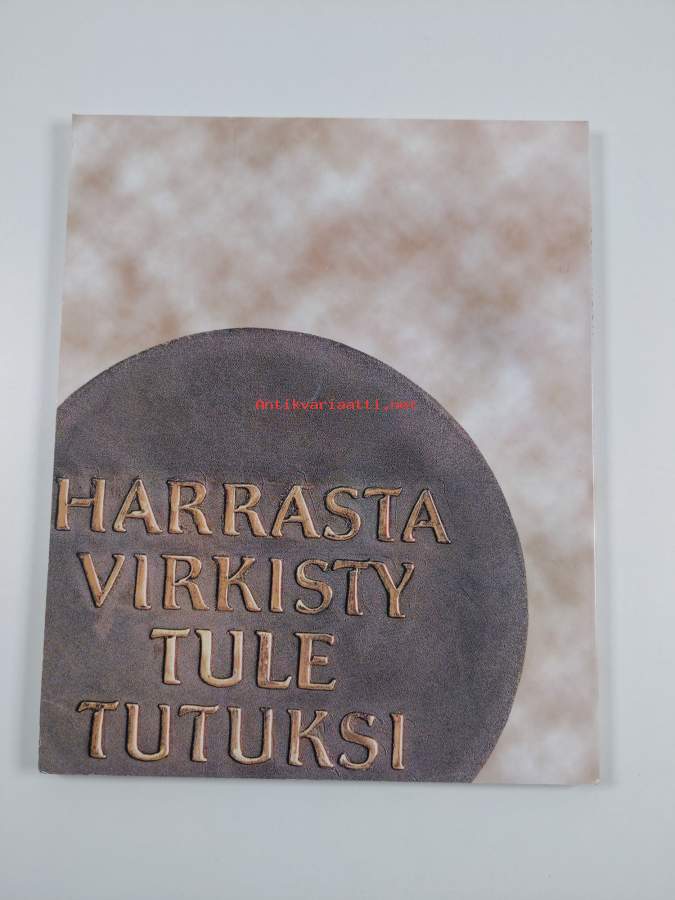 Antikvariaatti.net
HARRASTA
VIRKISTY
TULE
TUTUKSI